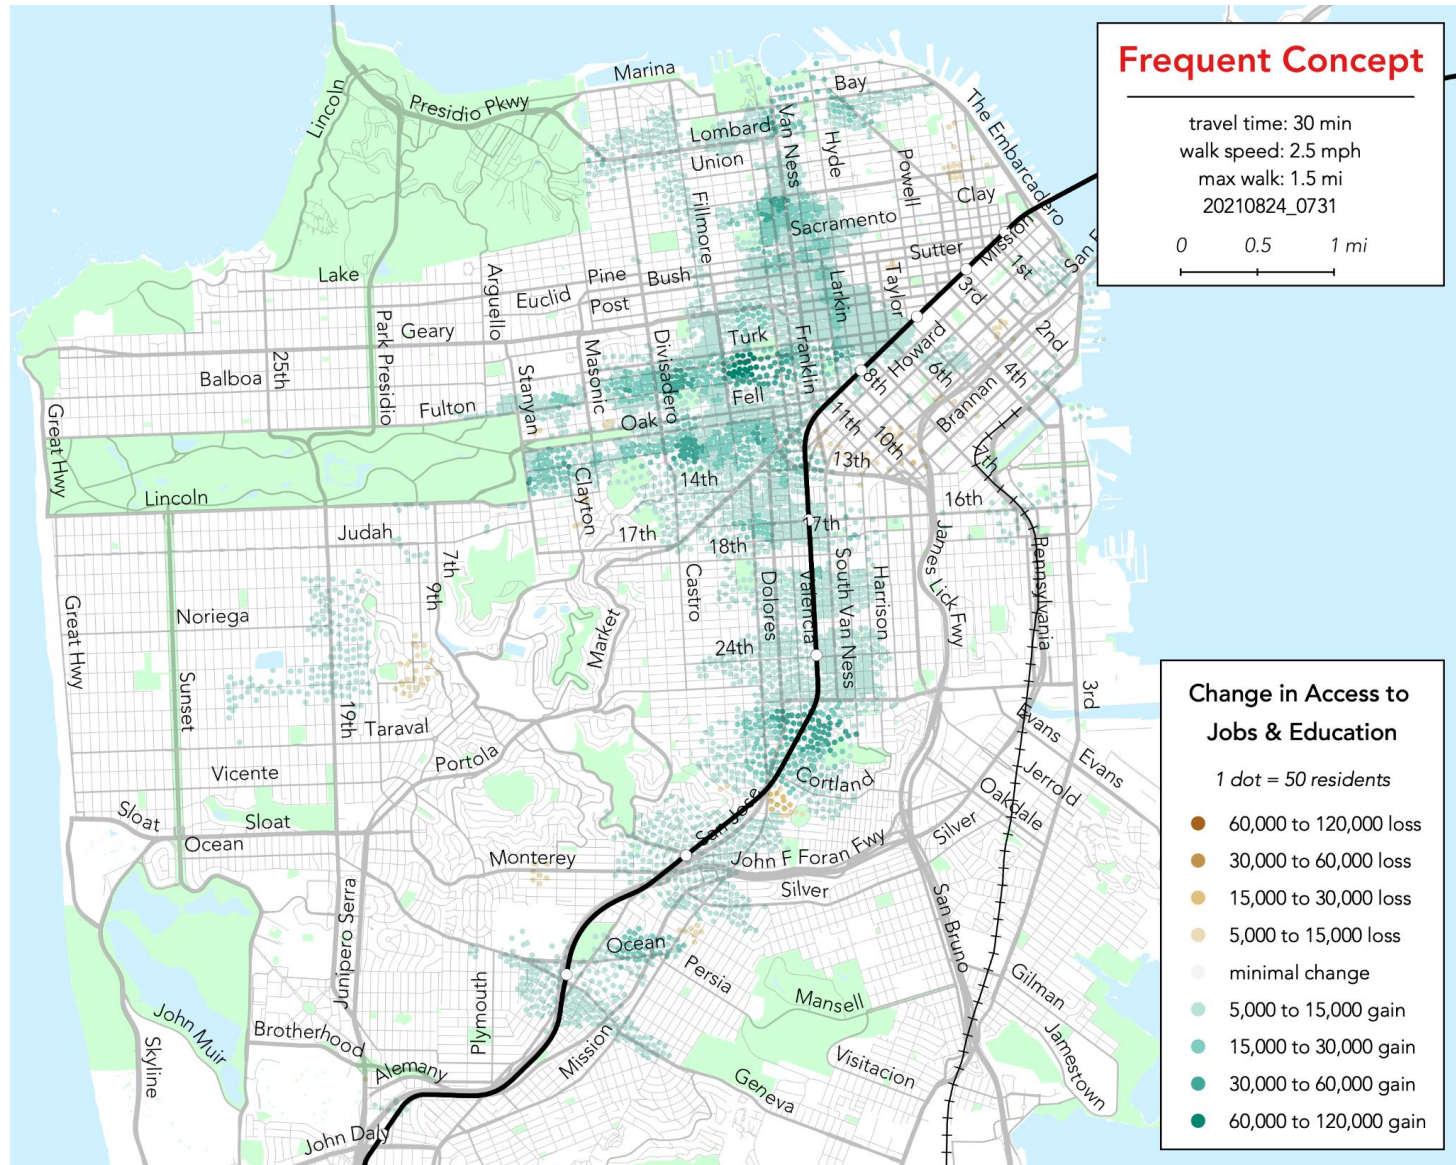 Frequent Concept
travel time: 30 min
walk speed: 2.5 mph
max walk: 1.5 mi
20210824_0731
0 0.5 1 mi
Marina
Bay
Lincoln
Presidio Pkwy
The Embarcadero
Lombard
Van Ness
Hyde
Union
Powell
Clay
Fillmore
Sacramento
Mission
Sutter
1st
Lake
Arguello
Pine
Bush
Larkin
Taylor
3rd
Euclid
Post
Geary
Park Presidio
Turk
Franklin
Howard
2nd
25th
Balboa
Stanyan
Masonic
Divisadero
8th
6th
4th
Fell
Brannan
Great Hwy
Fulton
Oak
11th
10th
13th
7th
Lincoln
Clayton
14th
16th
Judah
17th
17th
18th
7th
9th
James Lick Fwy
Pennsylvania
Great Hwy
Noriega
Castro
Dolores
Valencia
South Van Ness
Harrison
Market
24th
Sunset
19th
Taraval
3rd
Evans
Evans
Vicente
Portola
Cortland
Jerrold
Oakdale
Sloat
Sloat
Ocean
San Jose
John F Foran Fwy
Silver
Monterey
Silver
Junipero Serra
San Bruno
Ocean
Persia
Plymouth
Mansell
Gilman
John Muir
Brotherhood
Mission
Jamestown
Skyline
Alemany
Visitacion
Geneva
John Daly
Change in Access to
Jobs & Education
1 dot = 50 residents
60,000 to 120,000 loss
30,000 to 60,000 loss
15,000 to 30,000 loss
5,000 to 15,000 loss
minimal change
5,000 to 15,000 gain
15,000 to 30,000 gain
30,000 to 60,000 gain
60,000 to 120,000 gain